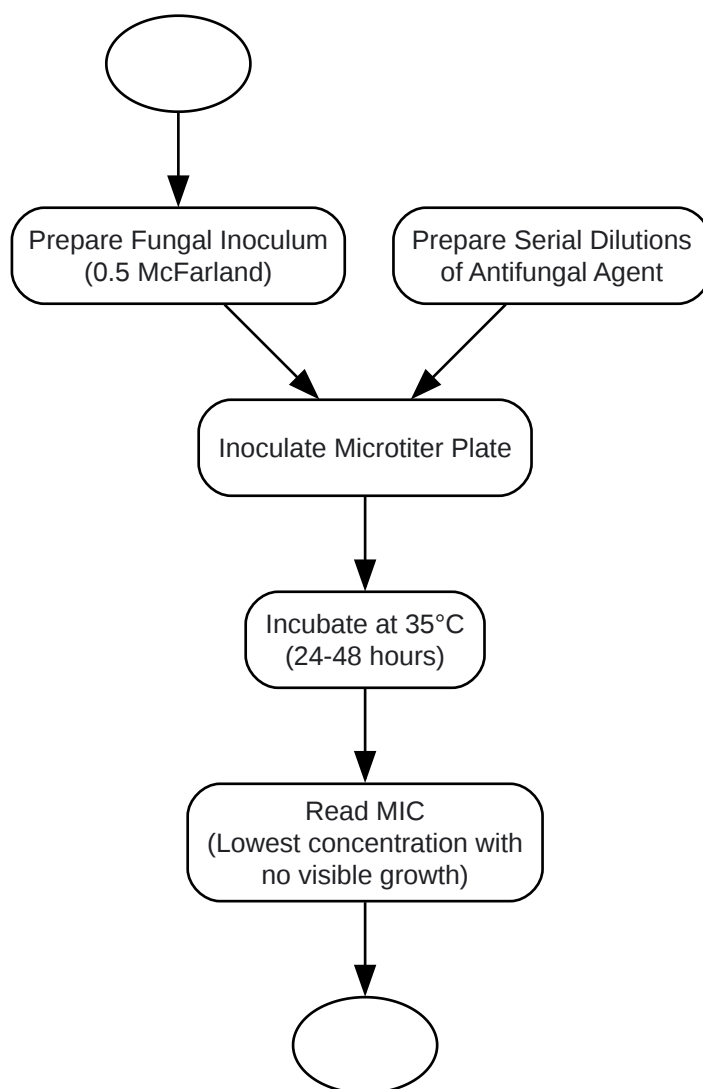 Prepare Fungal Inoculum
(0.5 McFarland)
Prepare Serial Dilutions
of Antifungal Agent
Inoculate Microtiter Plate
Incubate at 35°C
(24-48 hours)
Read MIC
(Lowest concentration with
no visible growth)